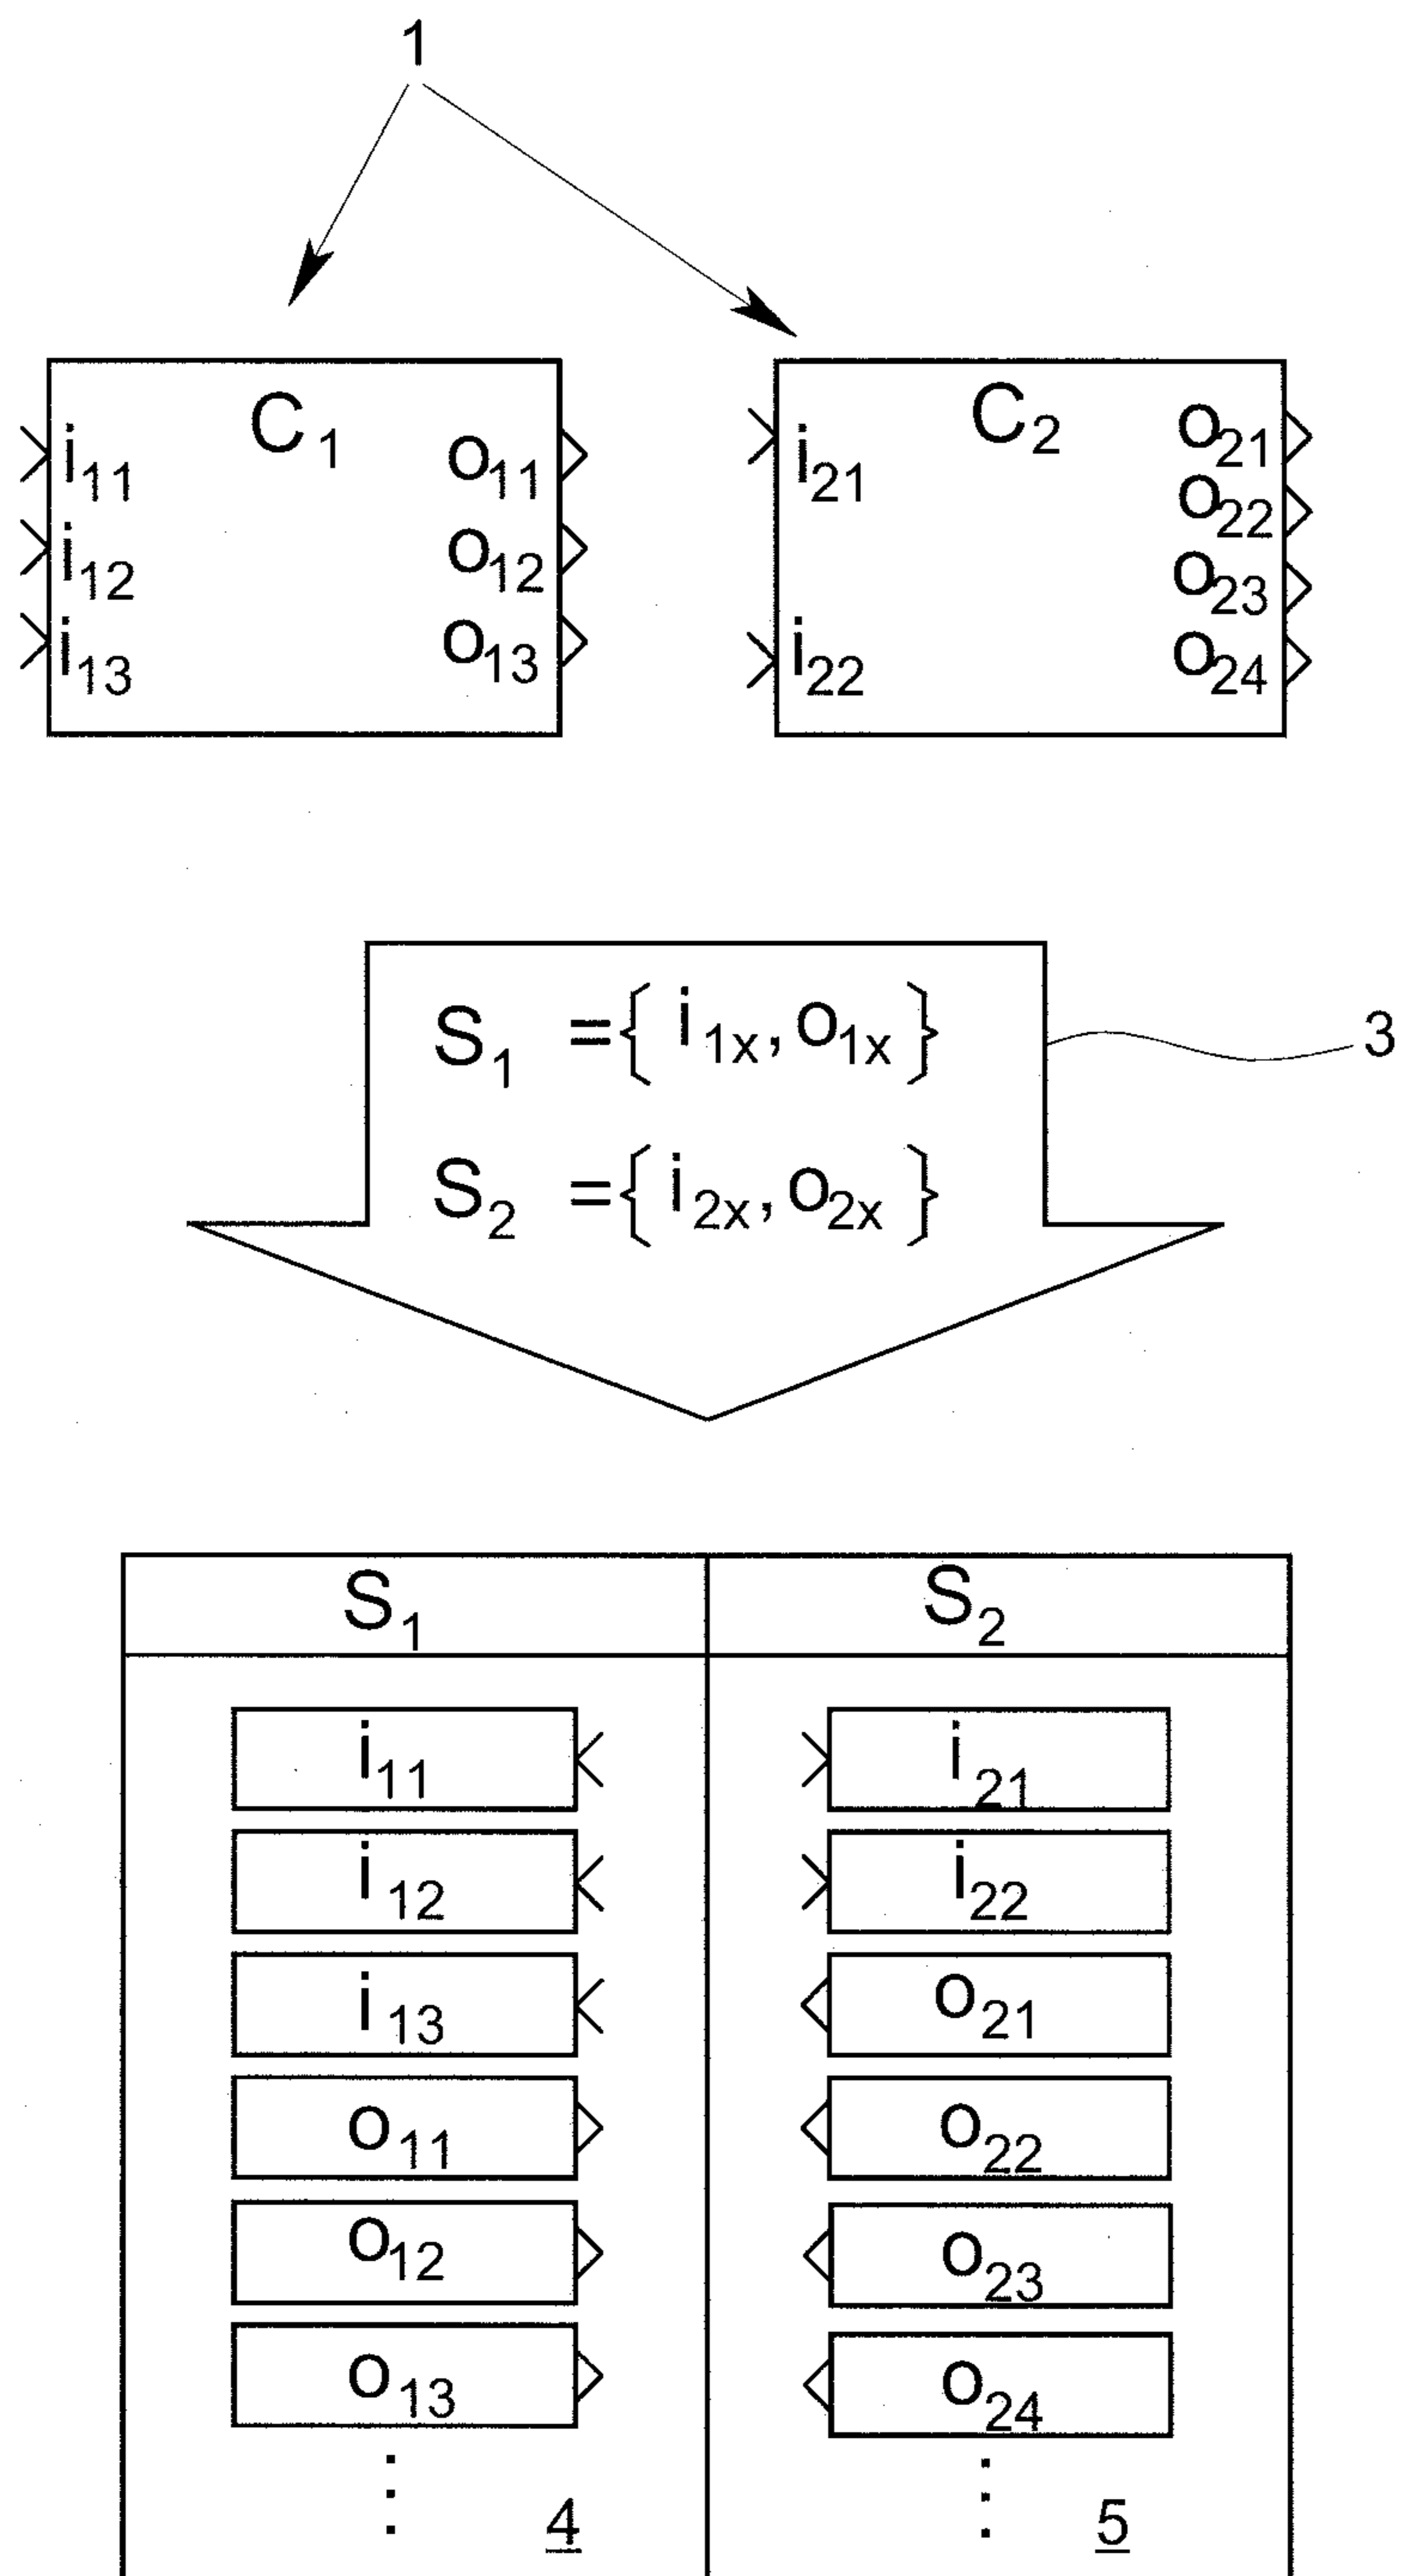 1
C₁
i₁₁ o₁₁
i₁₂ o₁₂
i₁₃ o₁₃
C₂
i₂₁ o₂₁
o₂₂
o₂₃
i₂₂ o₂₄
S₁ ={ i₁ₓ, o₁ₓ }
3
S₂ ={ i₂ₓ, o₂ₓ }
S₁ S₂
i₁₁ i₂₁
i₁₂ i₂₂
i₁₃ o₂₁
o₁₁ o₂₂
o₁₂ o₂₃
o₁₃ o₂₄
4 5